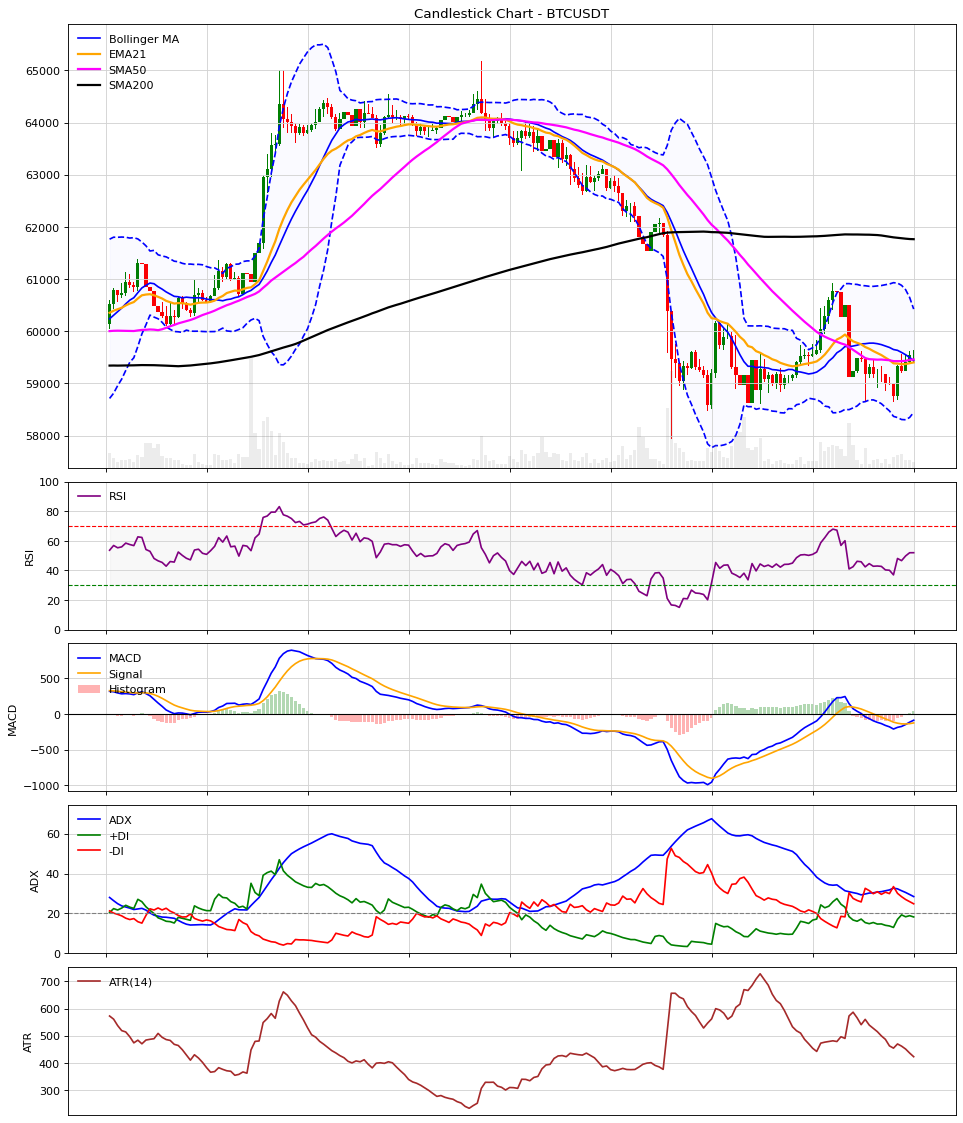 Candlestick Chart - BTCUSDT
Bollinger MA
EMA21
SMA50
SMA200
65000
64000
63000
62000
61000
60000
59000
58000
RSI
RSI
100
80
60
40
20
0
MACD
Signal
Histogram
MACD
500
0
−500
−1000
ADX
+DI
-DI
ADX
60
40
20
0
ATR(14)
ATR
700
600
500
400
300